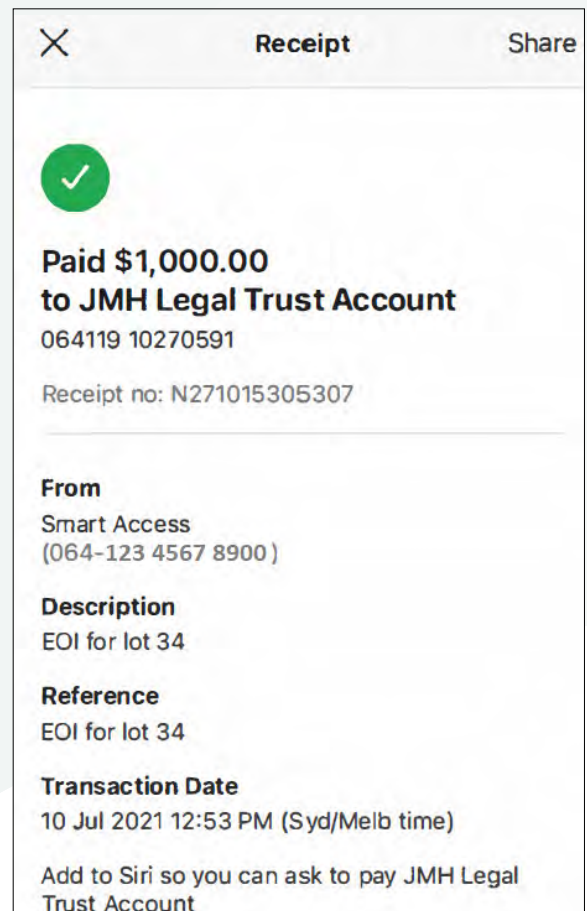 Receipt Share
Paid $1,000.00
to JMH Legal Trust Account
064119 10270591
Receipt no: N271015305307
From
Smart Access
(064-123 4567 8900)
Description
EOI for lot 34
Reference
EOI for lot 34
Transaction Date
10 Jul 2021 12:53 PM (Syd/Melb time)
Add to Siri so you can ask to pay JMH Legal
Trust Account